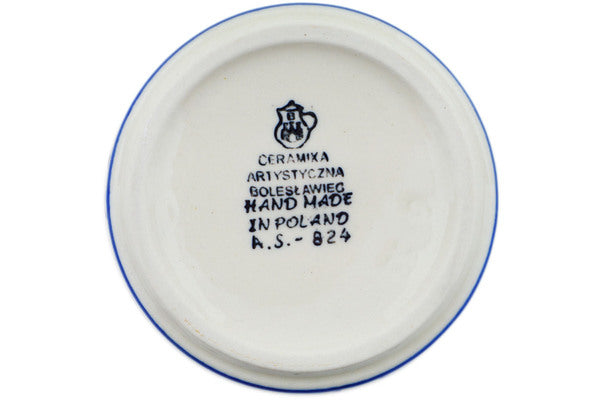 CERAMIKA
ARTYSTYCZNA
BOLESŁAWIEC
HAND MADE
IN POLAND
A.S.-824